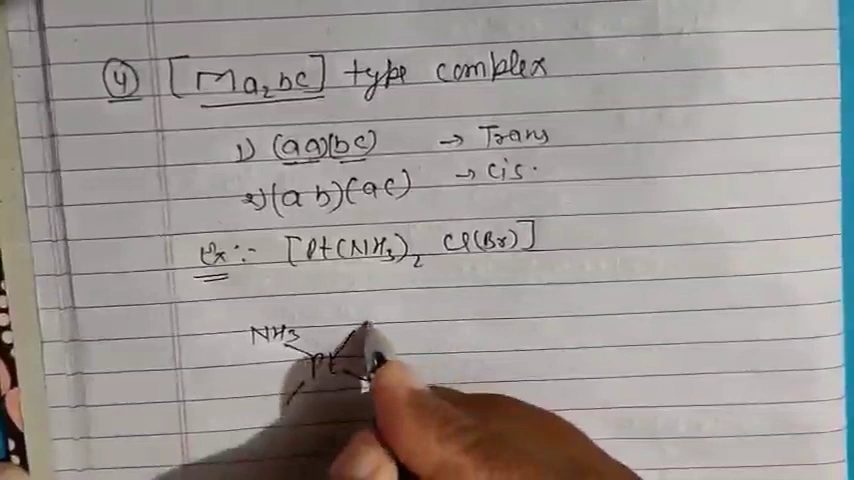 4 [Ma₂bc] type complex
1) (aa)(bc) → Trans
2) (ab)(ac) → cis.
Ex :- [Pt(NH₃)₂ Cl(Br)]
NH₃
Pt